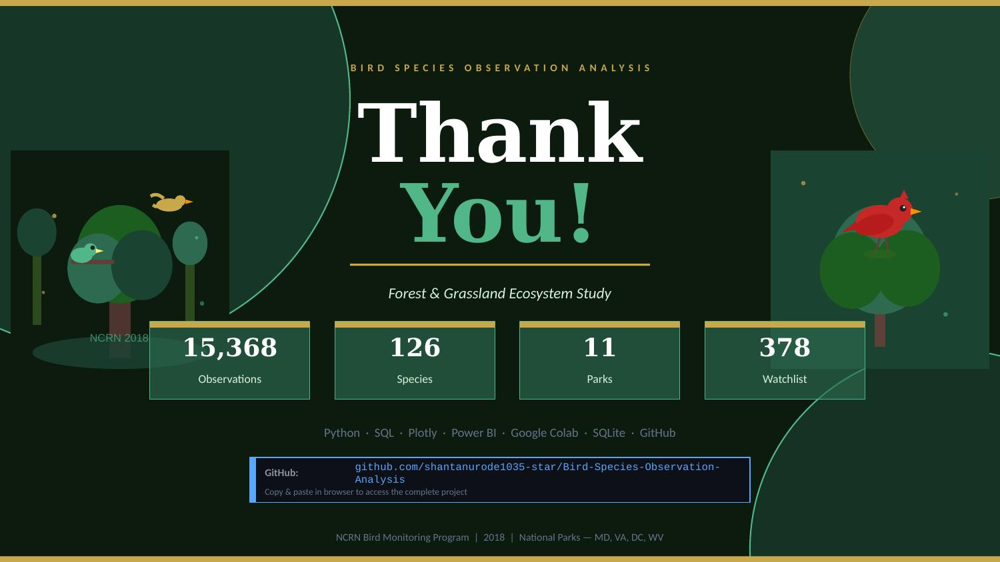 BIRD SPECIES OBSERVATION ANALYSIS
Thank
You!
Forest & Grassland Ecosystem Study
NCRN 2018
15,368
Observations
126
Species
11
Parks
378
Watchlist
Python · SQL · Plotly · Power BI · Google Colab · SQLite · GitHub
GitHub:
github.com/shantanurode1035-star/Bird-Species-Observation-
Analysis
Copy & paste in browser to access the complete project
NCRN Bird Monitoring Program | 2018 | National Parks — MD, VA, DC, WV